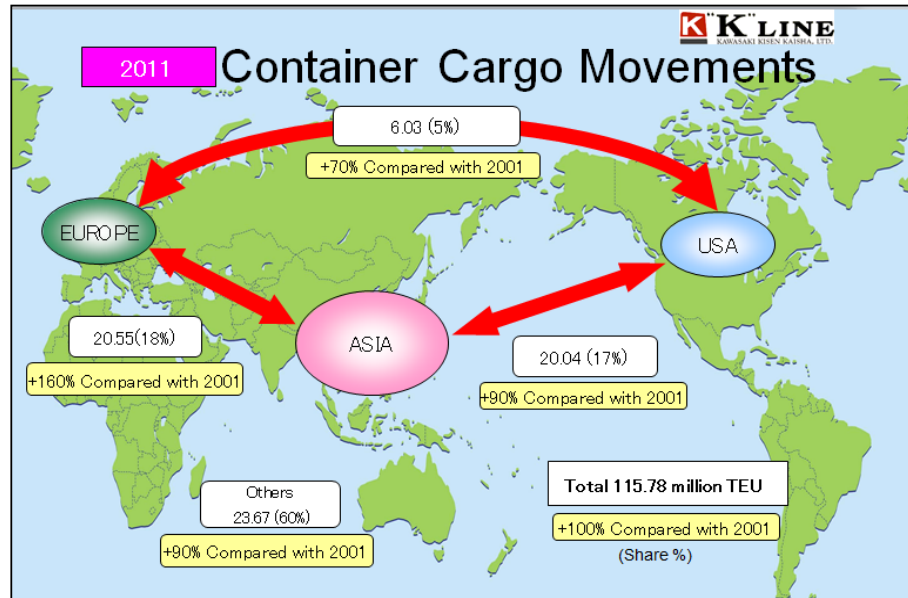 K "K" LINE
KAWASAKI KISEN KAISHA, LTD.
2011
Container Cargo Movements
6.03 (5%)
+70% Compared with 2001
EUROPE
USA
ASIA
20.55(18%)
+160% Compared with 2001
20.04 (17%)
+90% Compared with 2001
Others
23.67 (60%)
+90% Compared with 2001
Total 115.78 million TEU
+100% Compared with 2001
(Share %)